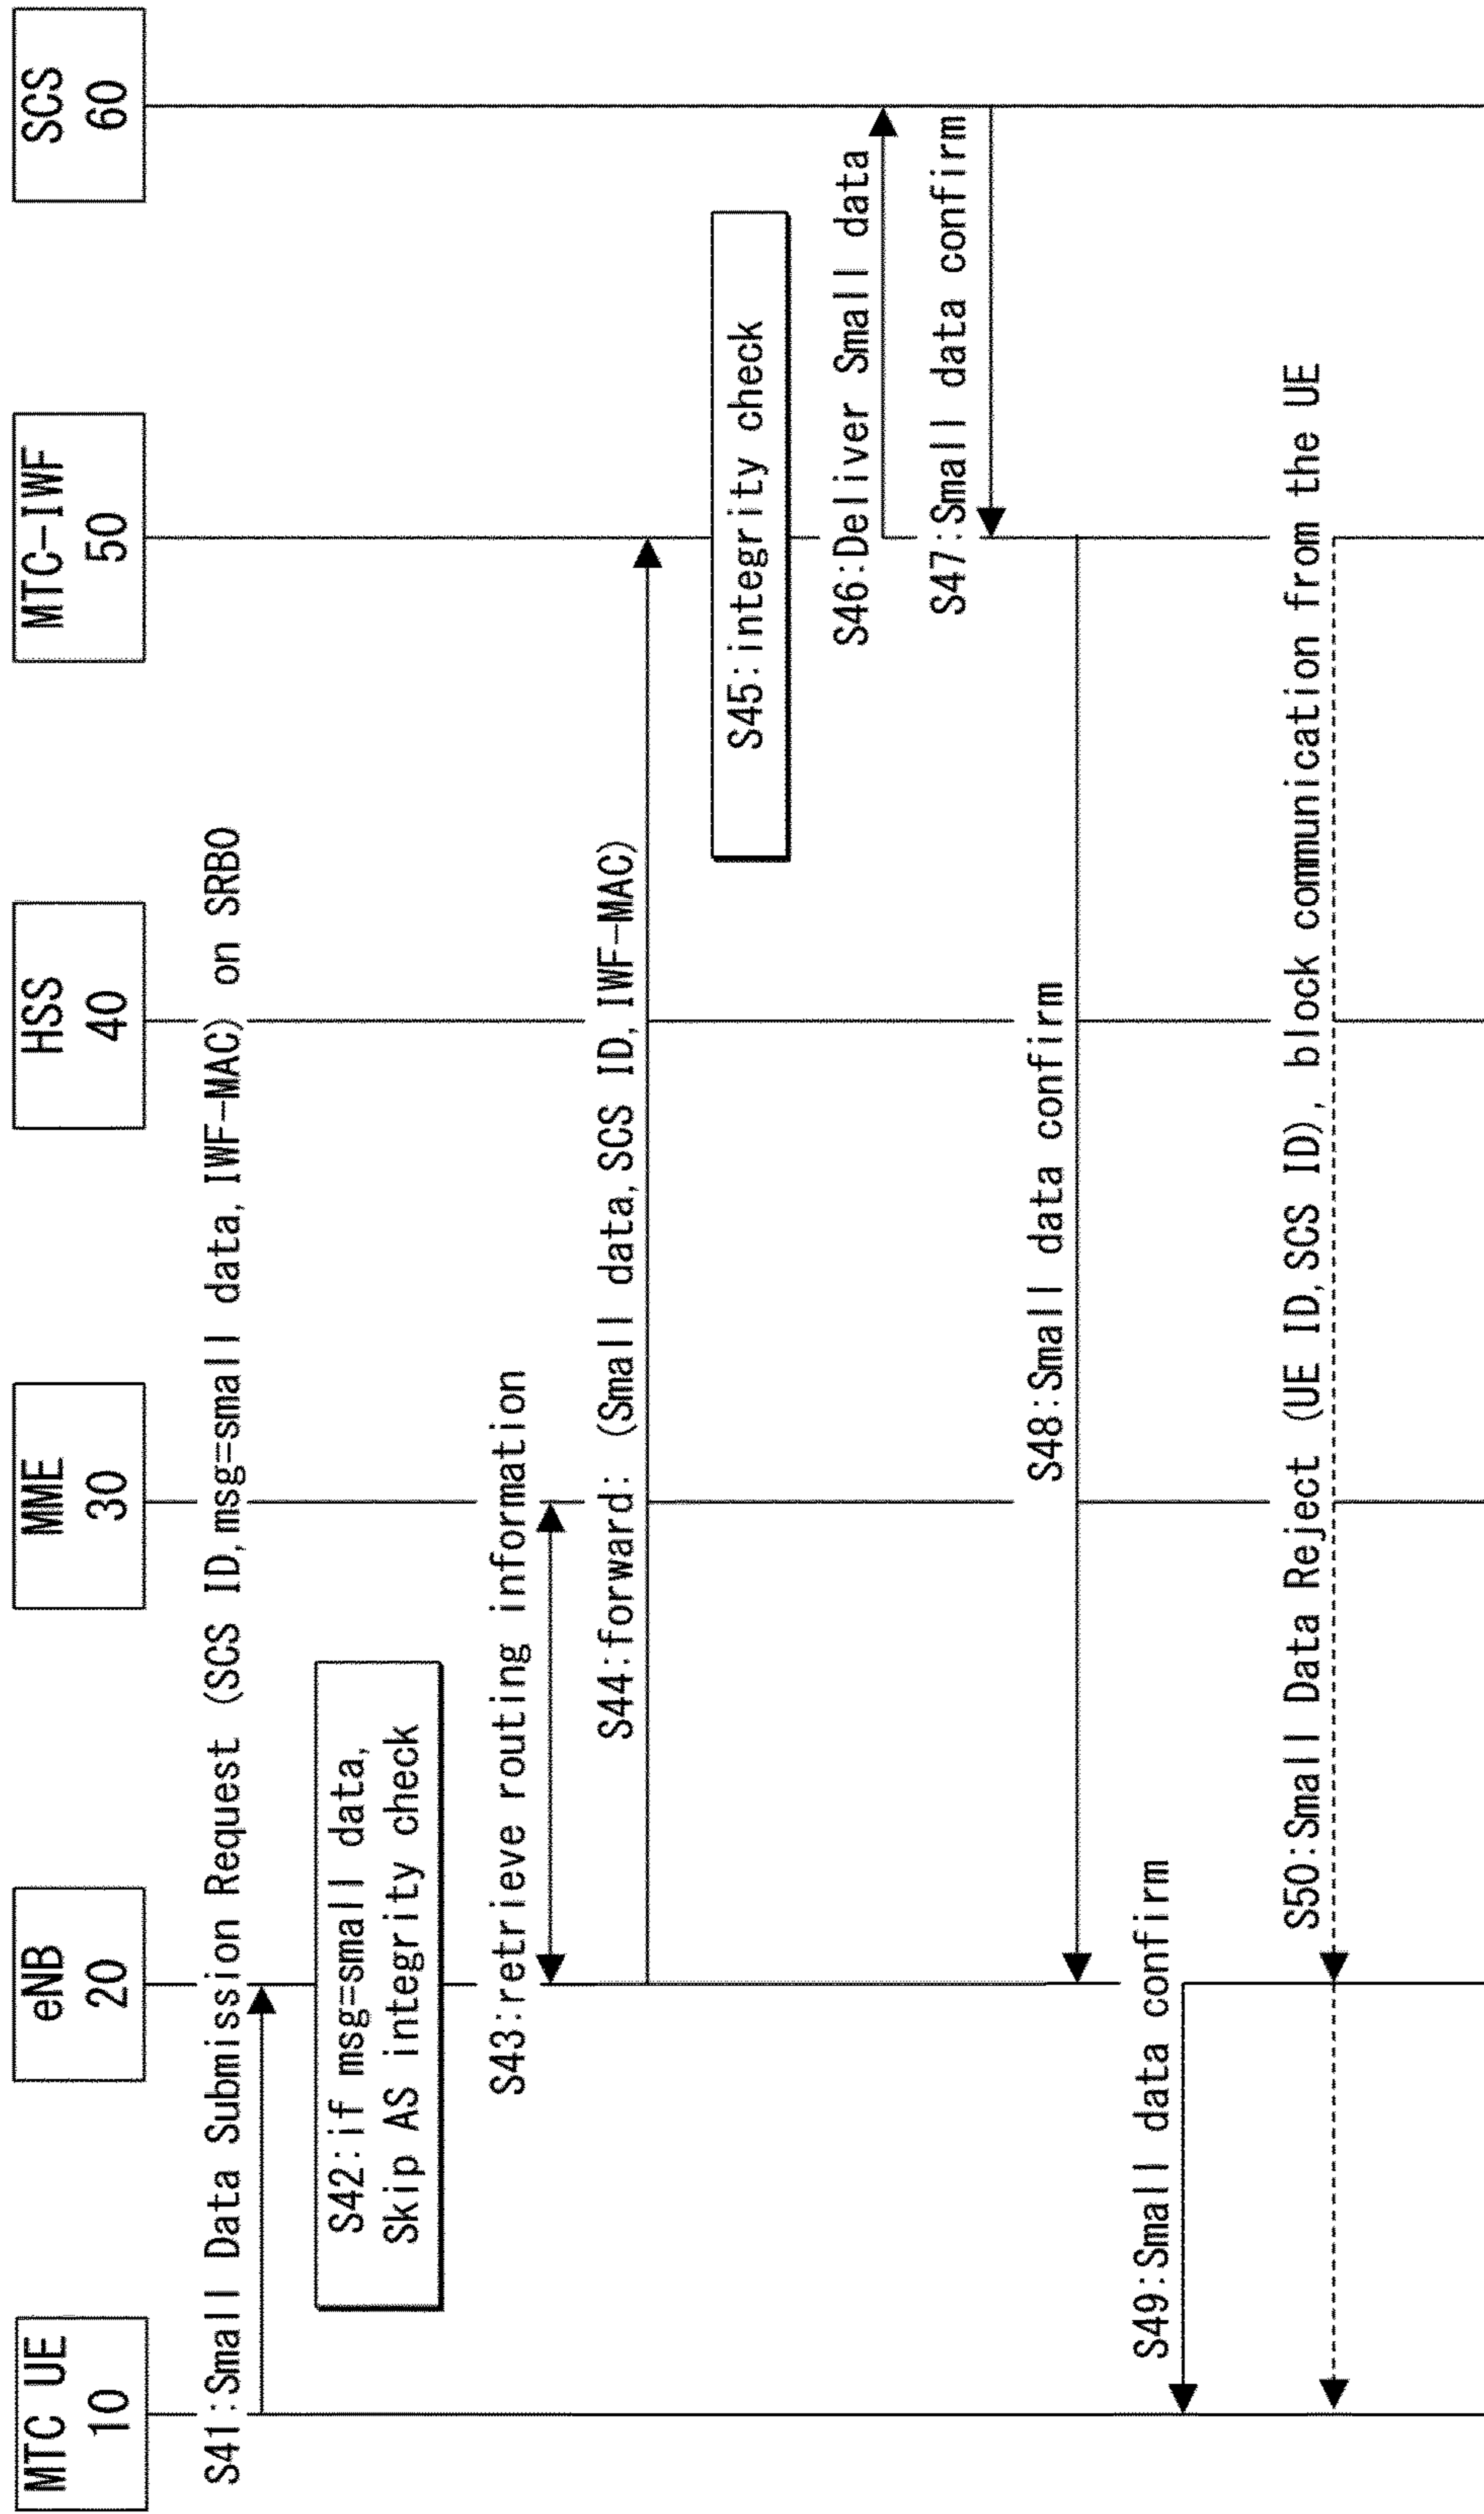 MTC UE
10
eNB
20
MME
30
HSS
40
MTC-IWF
50
SCS
60
S41:Small Data Submission Request (SCS ID,msg=small data,IWF-MAC) on SRB0
S42:if msg=small data,
Skip AS integrity check
S43:retrieve routing information
S44:forward: (Small data,SCS ID,IWF-MAC)
S45:integrity check
S46:Deliver Small data
S47:Small data confirm
S48:Small data confirm
S49:Small data confirm
S50:Small Data Reject (UE ID,SCS ID), block communication from the UE